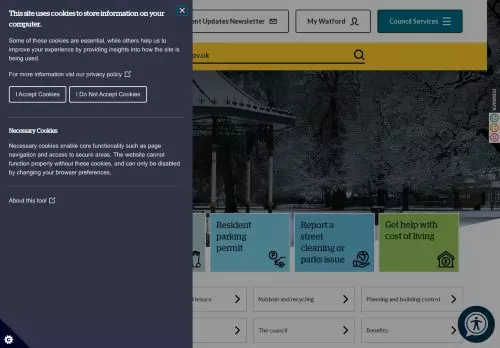 This site uses cookies to store information on your
computer.
Some of these cookies are essential, while others help us to
improve your experience by providing insights into how the site is
being used.
For more information visit our privacy policy
I Accept Cookies
I Do Not Accept Cookies
Necessary Cookies
Necessary cookies enable core functionality such as page
navigation and access to secure areas. The website cannot
function properly without these cookies, and can only be disabled
by changing your browser preferences.
About this tool
Updates Newsletter
My Watford
Council Services
ov.uk
Resident
parking
permit
Report a
street
cleaning or
parks issue
Get help with
cost of living
leisure
Rubbish and recycling
Planning and building control
The council
Benefits